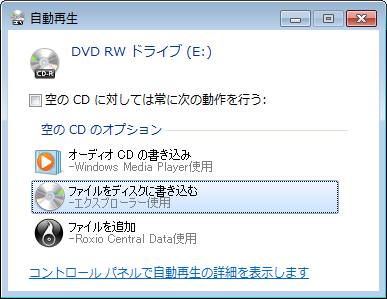 自動再生
DVD RW ドライブ (E:)
CD-R
空の CD に対しては常に次の動作を行う:
空の CD のオプション
オーディオ CD の書き込み
-Windows Media Player使用
ファイルをディスクに書き込む
-エクスプローラー使用
ファイルを追加
-Roxio Central Data使用
コントロール パネルで自動再生の詳細を表示します